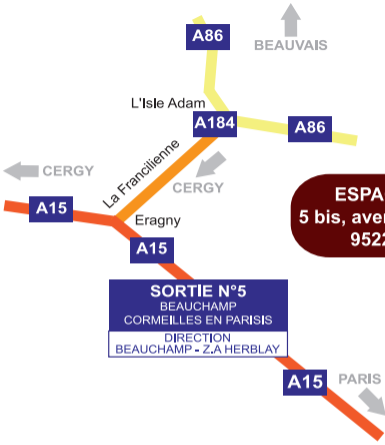 A86
BEAUVAIS
L'Isle Adam
A184
A86
La Francilienne
CERGY
CERGY
A15
Eragny
A15
ESPA
5 bis, aven
9522
SORTIE N°5
BEAUCHAMP
CORMEILLES EN PARISIS
DIRECTION
BEAUCHAMP - Z.A HERBLAY
A15
PARIS